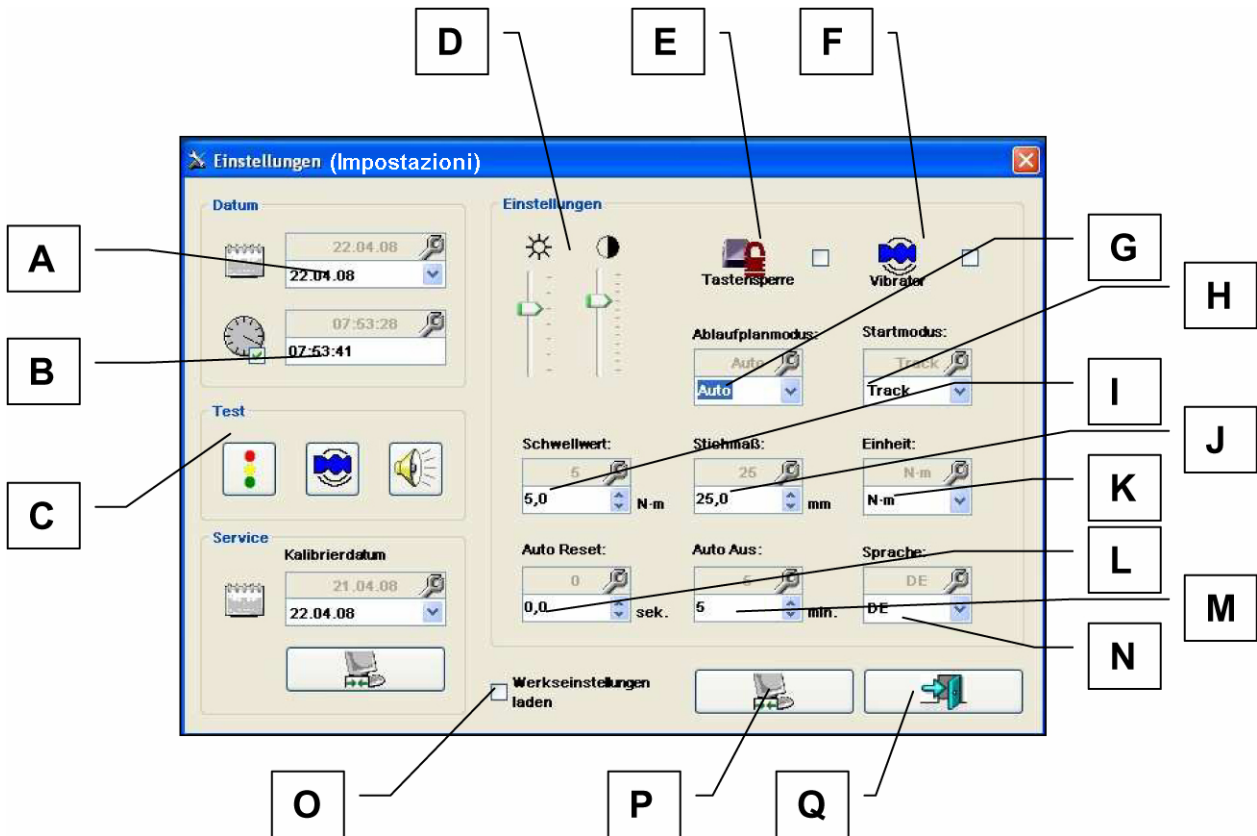 D E F
Einstellungen (Impostazioni)
Datum
A
22.04.08
22.04.08
B
07:53:28
07:53:41
Test
C
Service
Kalibrierdatum
21.04.08
22.04.08
Einstellungen
Tastensperre
Vibrator
Ablaufplanmodus:
Auto
Auto
G
Startmodus:
Track
Track
H
Schwellwert:
5
5,0 N·m
I
Stichmaß:
25
25,0 mm
J
Einheit:
N·m
N·m
K
Auto Reset:
0
0,0 sek.
L
Auto Aus:
5
5 min.
M
Sprache:
DE
DE
N
Werkseinstellungen
laden
O P Q